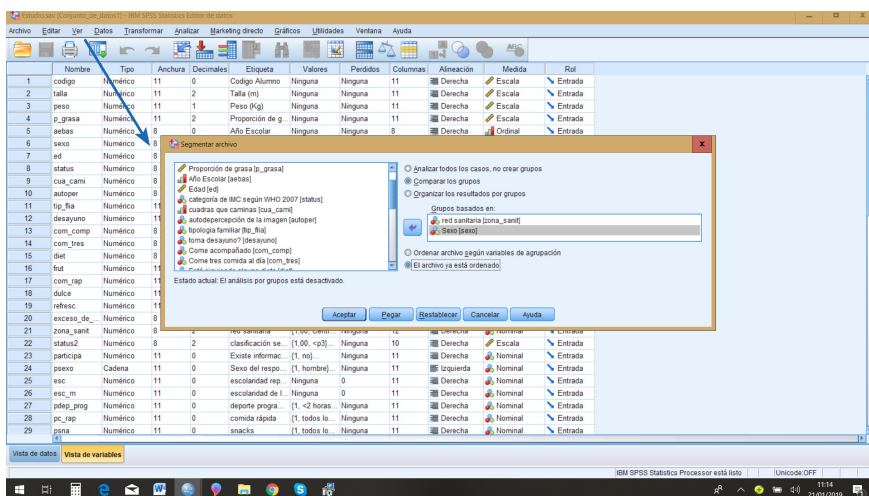 Estudio.sav [Conjunto_de_datos1] - IBM SPSS Statistics Editor de datos
Archivo Editar Ver Datos Transformar Analizar Marketing directo Gráficos Utilidades Ventana Ayuda
Nombre Tipo Anchura Decimales Etiqueta Valores Perdidos Columnas Alineación Medida Rol
1 codigo Numérico 11 0 Codigo Alumno Ninguna Ninguna 11 Derecha Escala Entrada
2 talla Numérico 11 2 Talla (m) Ninguna Ninguna 11 Derecha Escala Entrada
3 peso Numérico 11 1 Peso (Kg) Ninguna Ninguna 11 Derecha Escala Entrada
4 p_grasa Numérico 11 2 Proporción de g... Ninguna Ninguna 11 Derecha Escala Entrada
5 aebas Numérico 8 0 Año Escolar Ninguna Ninguna 8 Derecha Ordinal Entrada
6 sexo Numérico 8
7 ed Numérico 8
8 status Numérico 8
9 cua_cami Numérico 8
10 autoper Numérico 8
11 tip_flia Numérico 11
12 desayuno Numérico 11
13 com_comp Numérico 8
14 com_tres Numérico 8
15 diet Numérico 8
16 frut Numérico 11
17 com_rap Numérico 11
18 dulce Numérico 11
19 refresc Numérico 11
20 exceso_de_... Numérico 8
21 zona_sanit Numérico 8 2 red sanitaria {1,00, Centr... Ninguna 12 Derecha Nominal Entrada
22 status2 Numérico 8 2 clasificación se... {1,00, <p3}... Ninguna 10 Derecha Escala Entrada
23 participa Numérico 11 0 Existe informac... {1, no}... Ninguna 11 Derecha Nominal Entrada
24 psexo Cadena 11 0 Sexo del respo... {1, hombre}... Ninguna 11 Izquierda Nominal Entrada
25 esc Numérico 11 0 escolaridad rep... Ninguna 0 11 Derecha Nominal Entrada
26 esc_m Numérico 11 0 escolaridad de l... Ninguna 0 11 Derecha Nominal Entrada
27 pdep_prog Numérico 11 0 deporte progra... {1, <2 horas... Ninguna 11 Derecha Nominal Entrada
28 pc_rap Numérico 11 0 comida rápida {1, todos lo... Ninguna 11 Derecha Nominal Entrada
29 psna Numérico 11 0 snacks {1, todos lo... Ninguna 11 Derecha Nominal Entrada
Segmentar archivo
x
Proporción de grasa [p_grasa]
Año Escolar [aebas]
Edad [ed]
categoría de IMC según WHO 2007 [status]
cuadras que caminas [cua_cami]
autodepercepción de la imagen [autoper]
tipologia familiar [tip_flia]
toma desayuno? [desayuno]
Come acompañado [com_comp]
Come tres comida al día [com_tres]
Analizar todos los casos, no crear grupos
Comparar los grupos
Organizar los resultados por grupos
Grupos basados en:
red sanitaria [zona_sanit]
Sexo [sexo]
Ordenar archivo según variables de agrupación
El archivo ya está ordenado
Estado actual: El análisis por grupos está desactivado.
Aceptar Pegar Restablecer Cancelar Ayuda
Vista de datos Vista de variables
IBM SPSS Statistics Processor está listo Unicode:OFF
11:14
21/01/2019